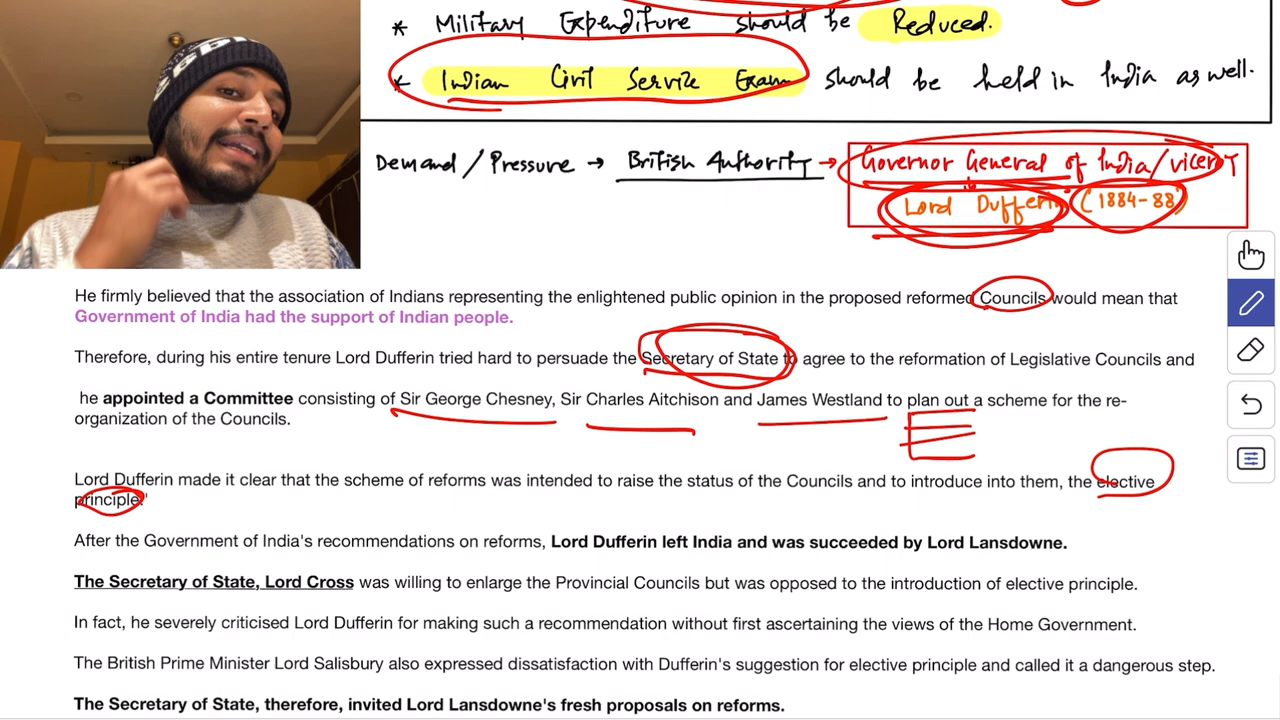 * Military Expenditure should be Reduced.
* Indian Civil Service Exam should be held in India as well.
Demand / Pressure → British Authority → Governor General of India/viceroy
Lord Dufferin (1884-88)
He firmly believed that the association of Indians representing the enlightened public opinion in the proposed reformed Councils would mean that
Government of India had the support of Indian people.
Therefore, during his entire tenure Lord Dufferin tried hard to persuade the Secretary of State to agree to the reformation of Legislative Councils and
he appointed a Committee consisting of Sir George Chesney, Sir Charles Aitchison and James Westland to plan out a scheme for the re-
organization of the Councils.
Lord Dufferin made it clear that the scheme of reforms was intended to raise the status of the Councils and to introduce into them, the elective
principle.'
After the Government of India's recommendations on reforms, Lord Dufferin left India and was succeeded by Lord Lansdowne.
The Secretary of State, Lord Cross was willing to enlarge the Provincial Councils but was opposed to the introduction of elective principle.
In fact, he severely criticised Lord Dufferin for making such a recommendation without first ascertaining the views of the Home Government.
The British Prime Minister Lord Salisbury also expressed dissatisfaction with Dufferin's suggestion for elective principle and called it a dangerous step.
The Secretary of State, therefore, invited Lord Lansdowne's fresh proposals on reforms.